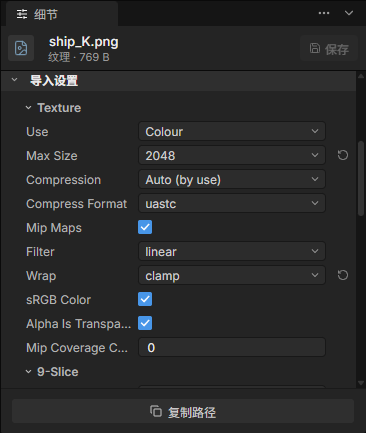 细节
ship_K.png
纹理 · 769 B
保存
导入设置
Texture
Use Colour
Max Size 2048
Compression Auto (by use)
Compress Format uastc
Mip Maps
Filter linear
Wrap clamp
sRGB Color
Alpha Is Transpa...
Mip Coverage C... 0
9-Slice
复制路径